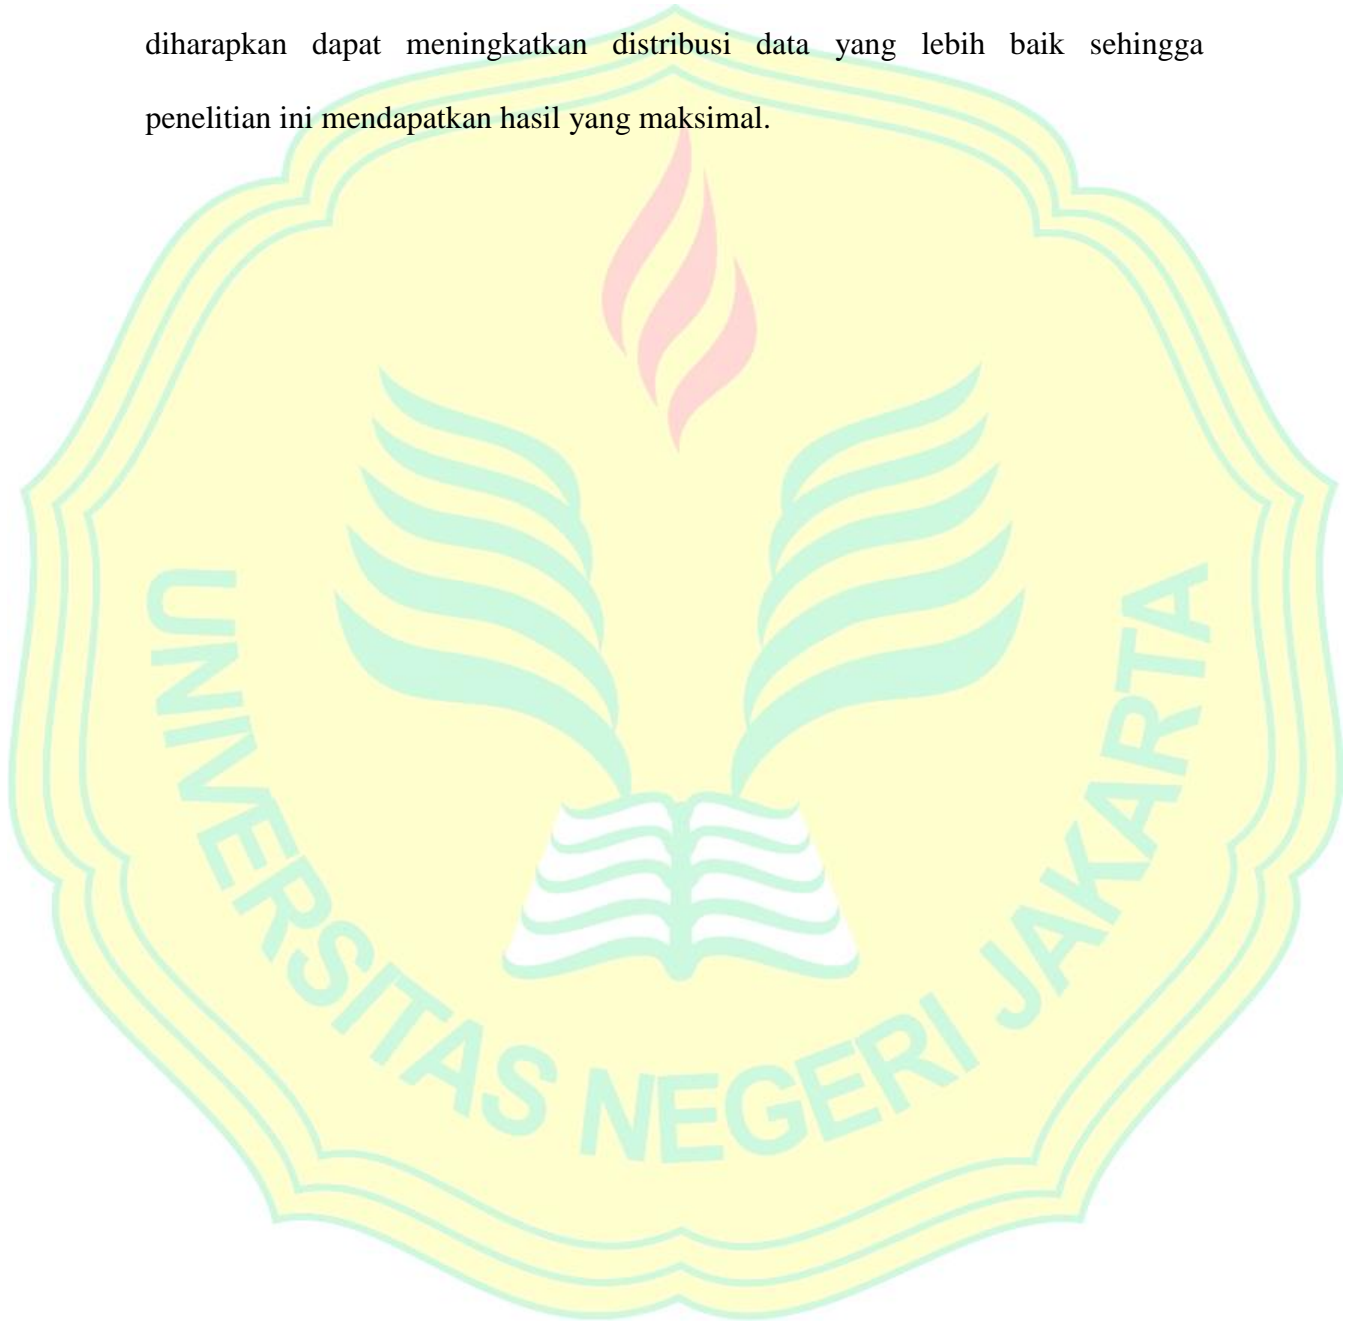 diharapkan dapat meningkatkan distribusi data yang lebih baik sehingga
penelitian ini mendapatkan hasil yang maksimal.
UNIVERSITAS NEGERI JAKARTA